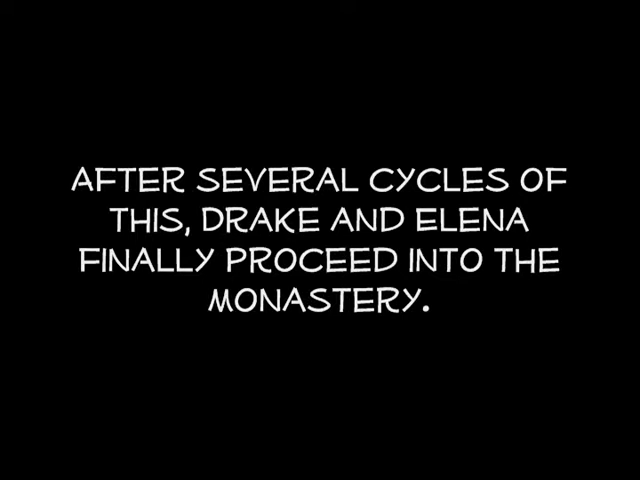 AFTER SEVERAL CYCLES OF
THIS, DRAKE AND ELENA
FINALLY PROCEED INTO THE
MONASTERY.